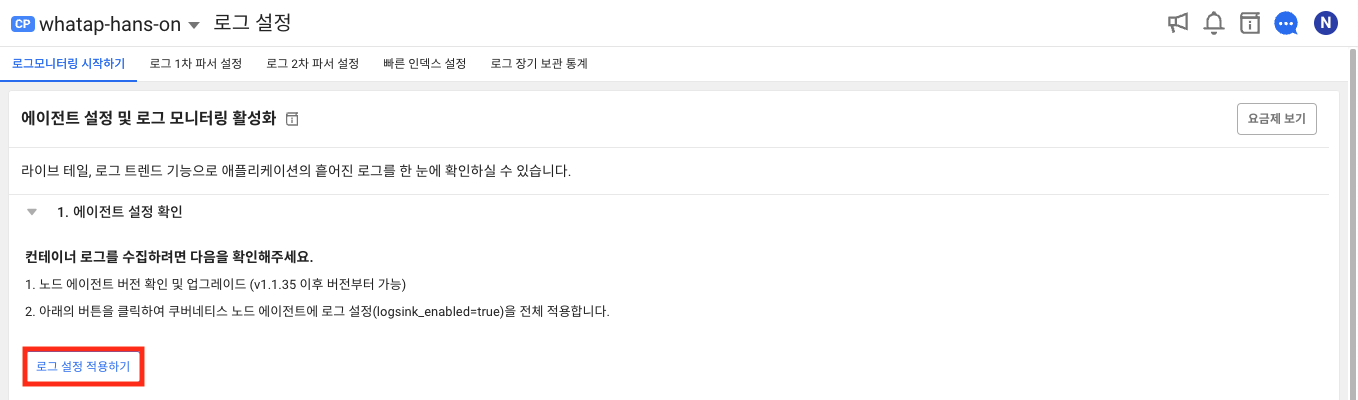 CP whatap-hans-on 로그 설정 N
로그모니터링 시작하기 로그 1차 파서 설정 로그 2차 파서 설정 빠른 인덱스 설정 로그 장기 보관 통계
에이전트 설정 및 로그 모니터링 활성화 요금제 보기
라이브 테일, 로그 트렌드 기능으로 애플리케이션의 흩어진 로그를 한 눈에 확인하실 수 있습니다.
1. 에이전트 설정 확인
컨테이너 로그를 수집하려면 다음을 확인해주세요.
1. 노드 에이전트 버전 확인 및 업그레이드 (v1.1.35 이후 버전부터 가능)
2. 아래의 버튼을 클릭하여 쿠버네티스 노드 에이전트에 로그 설정(logsink_enabled=true)을 전체 적용합니다.
로그 설정 적용하기